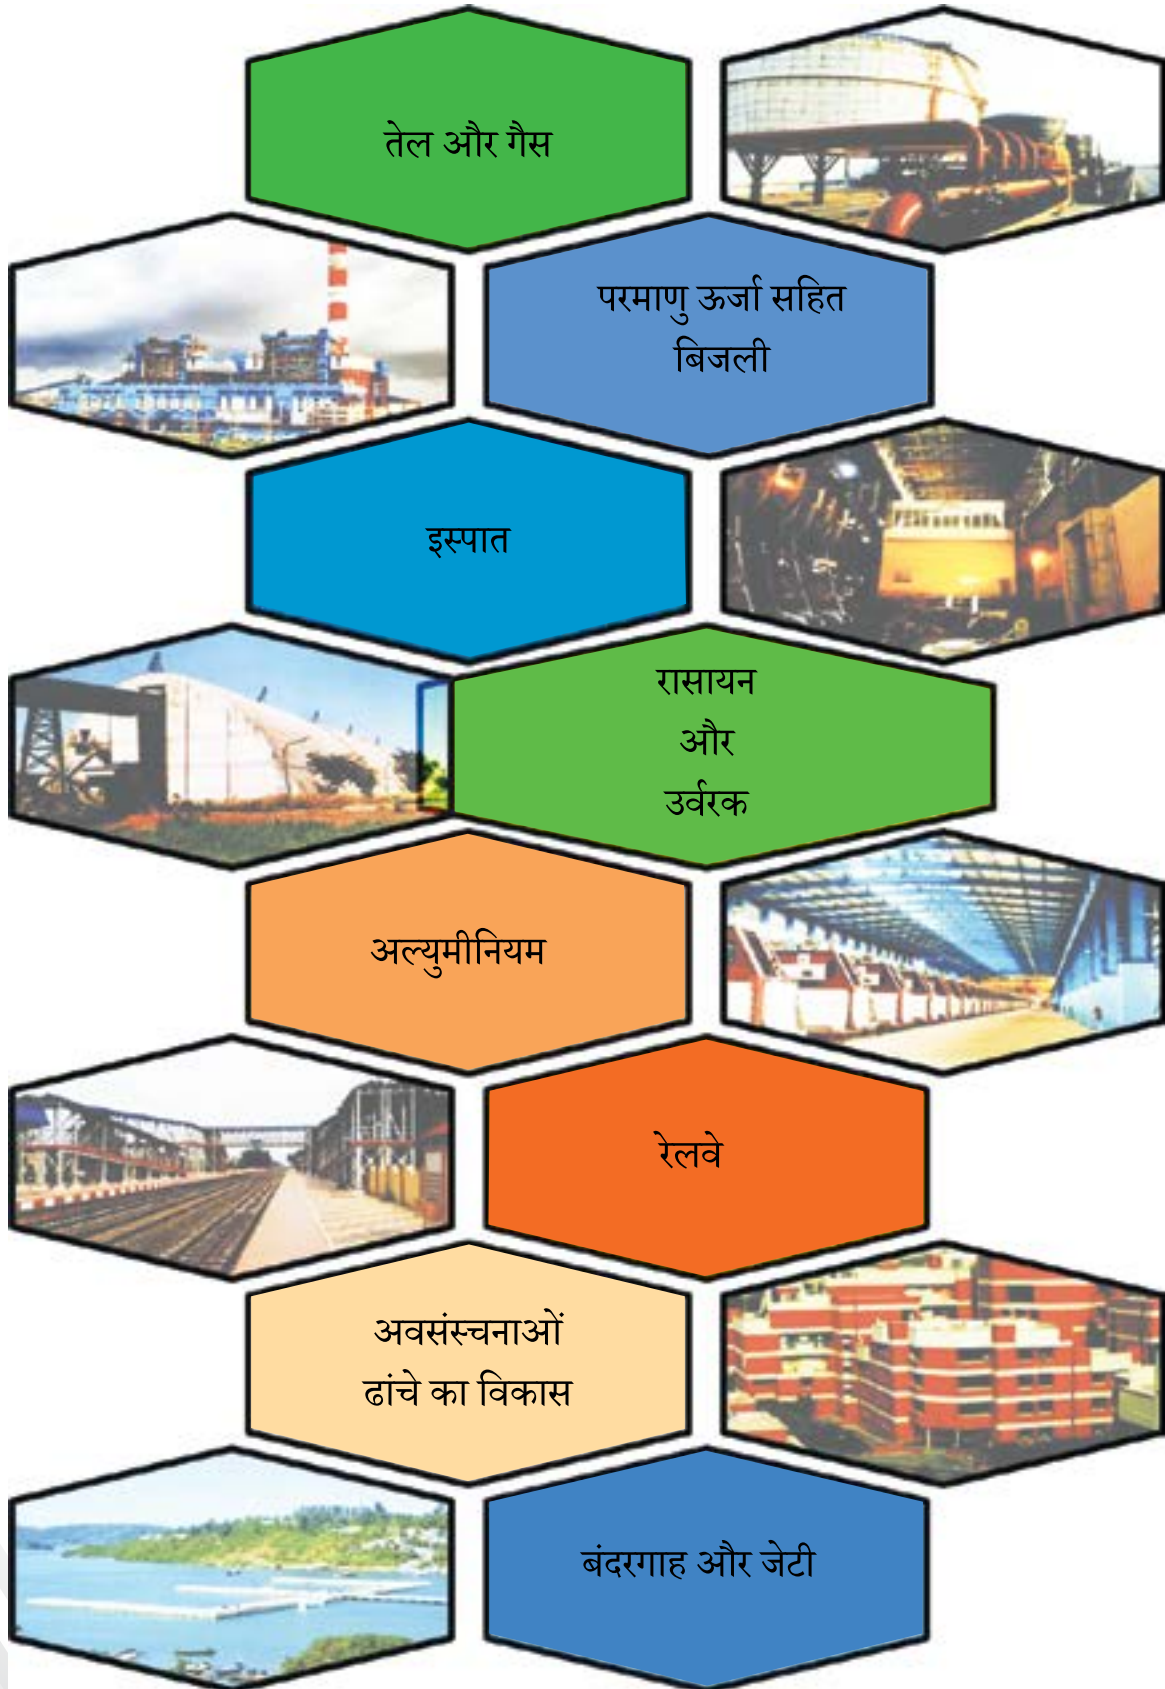 तेल और गैस
परमाणु ऊर्जा सहित
बिजली
इस्पात
रासायन
और
उर्वरक
अल्युमीनियम
रेलवे
अवसंस्चनाओं
ढांचे का विकास
बंदरगाह और जेटी